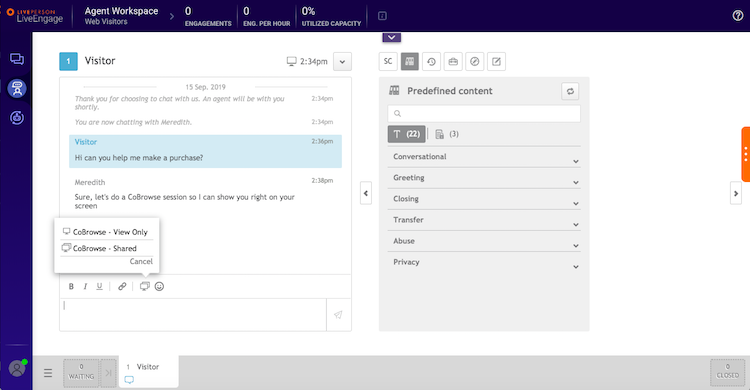 LIVEPERSON
LiveEngage
Agent Workspace
Web Visitors
0
ENGAGEMENTS
0
ENG. PER HOUR
0%
UTILIZED CAPACITY
1 Visitor
2:34pm
15 Sep, 2019
Thank you for choosing to chat with us. An agent will be with you
shortly.
2:34pm
You are now chatting with Meredith.
2:34pm
Visitor
2:36pm
Hi can you help me make a purchase?
Meredith
2:38pm
Sure, let's do a CoBrowse session so I can show you right on your
screen
CoBrowse - View Only
CoBrowse - Shared
Cancel
B I U
SC
Predefined content
T (22)
(3)
Conversational
Greeting
Closing
Transfer
Abuse
Privacy
0
WAITING
1 Visitor
0
CLOSED